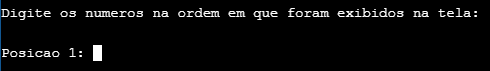 Digite os numeros na ordem em que foram exibidos na tela:
Posicao 1: